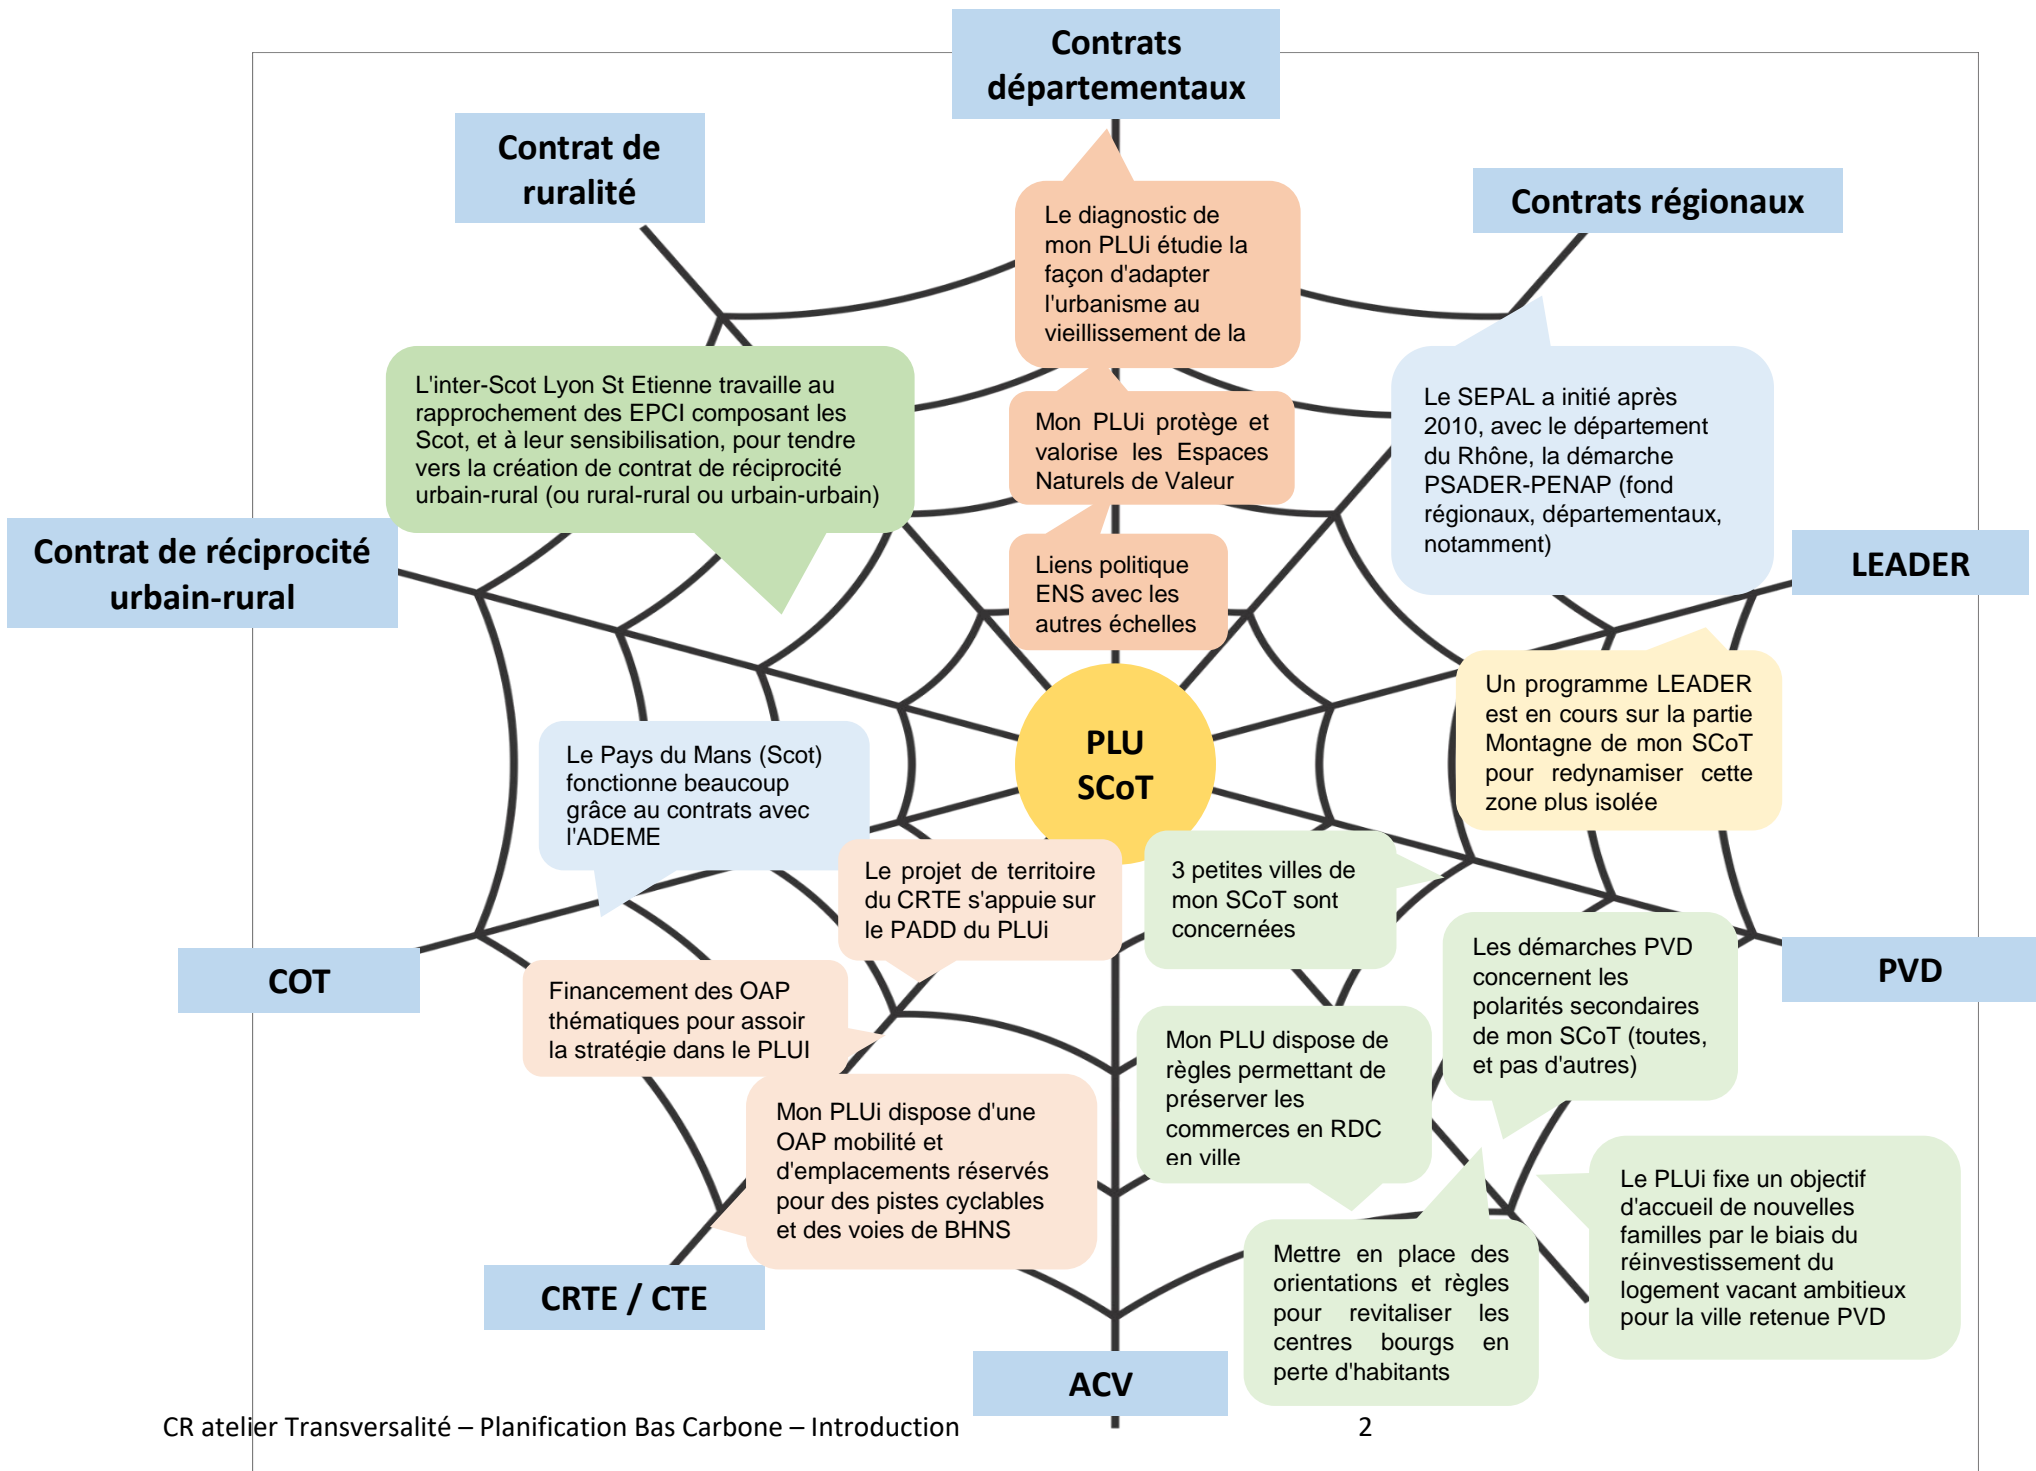 Contrats
départementaux
Contrat de
ruralité
Contrats régionaux
Le diagnostic de
mon PLUi étudie la
façon d'adapter
l'urbanisme au
vieillissement de la
L'inter-Scot Lyon St Etienne travaille au
rapprochement des EPCI composant les
Scot, et à leur sensibilisation, pour tendre
vers la création de contrat de réciprocité
urbain-rural (ou rural-rural ou urbain-urbain)
Mon PLUi protège et
valorise les Espaces
Naturels de Valeur
Le SEPAL a initié après
2010, avec le département
du Rhône, la démarche
PSADER-PENAP (fond
régionaux, départementaux,
notamment)
Contrat de réciprocité
urbain-rural
Liens politique
ENS avec les
autres échelles
LEADER
Un programme LEADER
est en cours sur la partie
Montagne de mon SCoT
pour redynamiser cette
zone plus isolée
PLU
SCoT
Le Pays du Mans (Scot)
fonctionne beaucoup
grâce au contrats avec
l'ADEME
Le projet de territoire
du CRTE s'appuie sur
le PADD du PLUi
3 petites villes de
mon SCoT sont
concernées
Les démarches PVD
concernent les
polarités secondaires
de mon SCoT (toutes,
et pas d'autres)
COT
PVD
Financement des OAP
thématiques pour assoir
la stratégie dans le PLUI
Mon PLU dispose de
règles permettant de
préserver les
commerces en RDC
en ville
Mon PLUi dispose d'une
OAP mobilité et
d'emplacements réservés
pour des pistes cyclables
et des voies de BHNS
Le PLUi fixe un objectif
d'accueil de nouvelles
familles par le biais du
réinvestissement du
logement vacant ambitieux
pour la ville retenue PVD
Mettre en place des
orientations et règles
pour revitaliser les
centres bourgs en
perte d'habitants
CRTE / CTE
ACV
CR atelier Transversalité – Planification Bas Carbone – Introduction 2